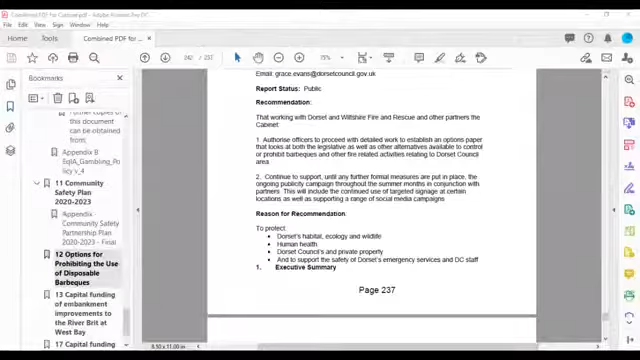 Combined PDF for Cabinet.pdf - Adobe Acrobat Pro DC
File Edit View Sign Window Help
Home Tools Combined PDF for
242 / 237 75%
Bookmarks
Further copies of
this document
can be obtained
from:
Appendix B
EqIA_Gambling_Po
licy v_4
11 Community
Safety Plan
2020-2023
Appendix
Community Safety
Partnership Plan
2020-2023 - Final
12 Options for
Prohibiting the Use
of Disposable
Barbeques
13 Capital funding
of embankment
improvements to
the River Brit at
West Bay
17 Capital funding
Email: grace.evans@dorsetcouncil.gov.uk
Report Status: Public
Recommendation:
That working with Dorset and Wiltshire Fire and Rescue and other partners the
Cabinet:
1 Authorise officers to proceed with detailed work to establish an options paper
that looks at both the legislative as well as other alternatives available to control
or prohibit barbeques and other fire related activities relating to Dorset Council
area
2. Continue to support, until any further formal measures are put in place, the
ongoing publicity campaign throughout the summer months in conjunction with
partners. This will include the continued use of targeted signage at certain
locations as well as supporting a range of social media campaigns
Reason for Recommendation:
To protect:
• Dorset's habitat, ecology and wildlife
• Human health
• Dorset Council's and private property
• And to support the safety of Dorset's emergency services and DC staff
1. Executive Summary
Page 237
8.50 x 11.00 in